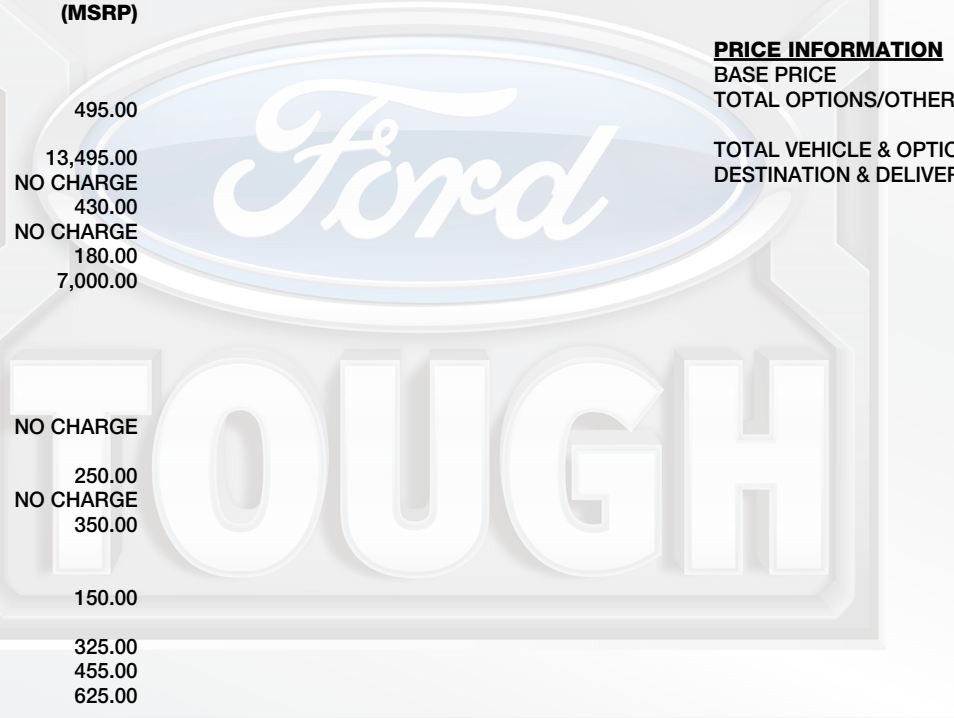 (MSRP)
495.00
13,495.00
NO CHARGE
430.00
NO CHARGE
180.00
7,000.00
NO CHARGE
250.00
NO CHARGE
350.00
150.00
325.00
455.00
625.00
PRICE INFORMATION
BASE PRICE
TOTAL OPTIONS/OTHER
TOTAL VEHICLE & OPTIO
DESTINATION & DELIVER
Ford
TOUGH